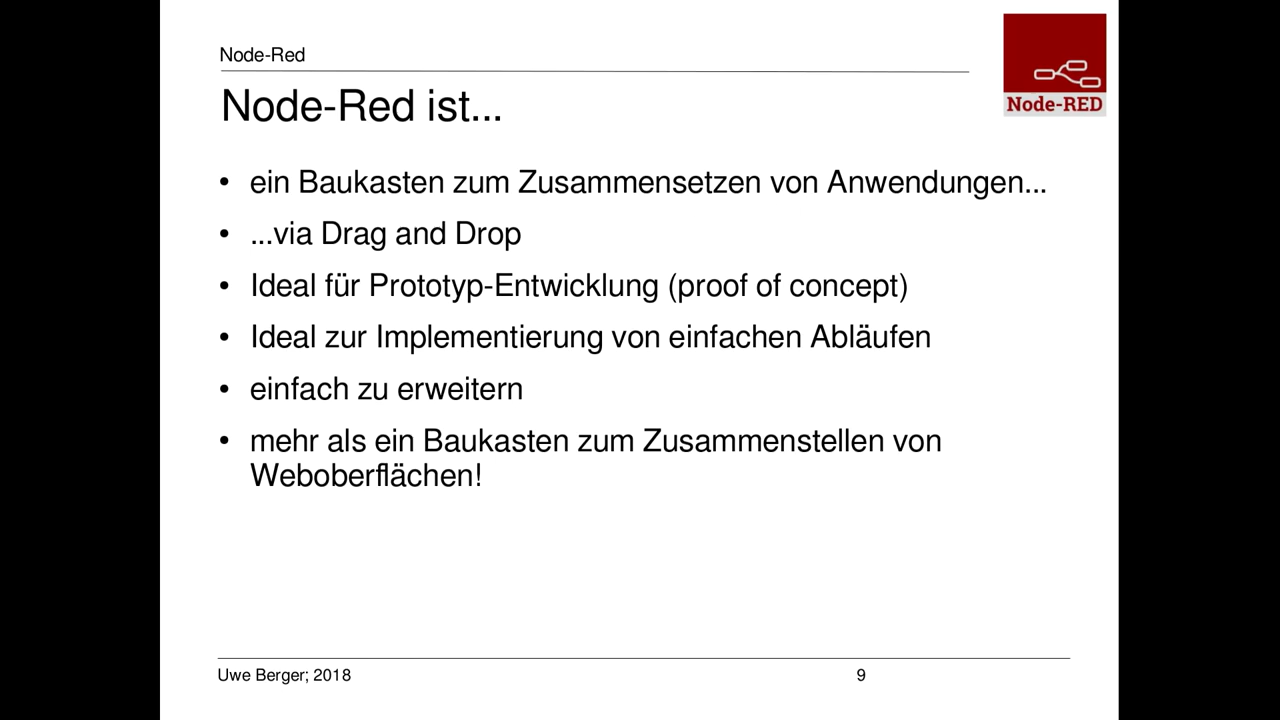 Node-Red
Node-RED
Node-Red ist...
• ein Baukasten zum Zusammensetzen von Anwendungen...
• ...via Drag and Drop
• Ideal für Prototyp-Entwicklung (proof of concept)
• Ideal zur Implementierung von einfachen Abläufen
• einfach zu erweitern
• mehr als ein Baukasten zum Zusammenstellen von
Weboberflächen!
Uwe Berger; 2018
9